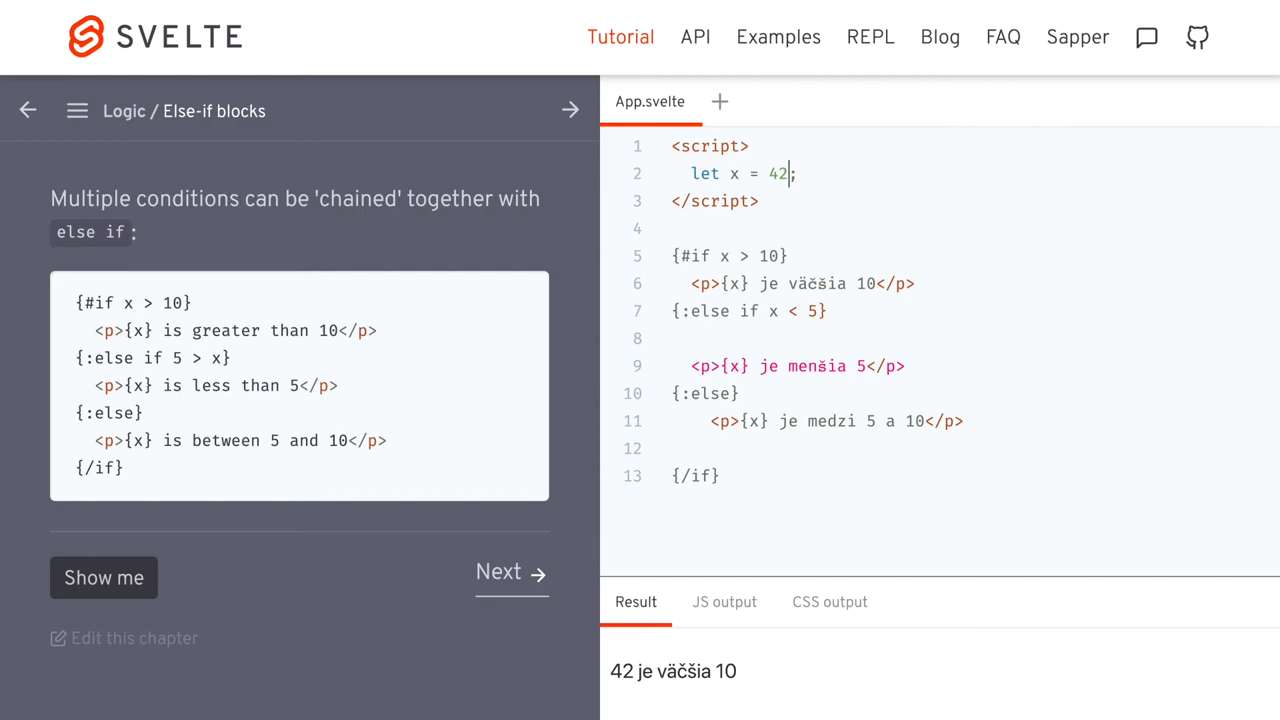 SVELTE
Tutorial API Examples REPL Blog FAQ Sapper
Logic / Else-if blocks
Multiple conditions can be 'chained' together with
else if:
{#if x > 10}
<p>{x} is greater than 10</p>
{:else if 5 > x}
<p>{x} is less than 5</p>
{:else}
<p>{x} is between 5 and 10</p>
{/if}
Show me
Next
Edit this chapter
App.svelte
1 <script>
2 let x = 42;
3 </script>
4
5 {#if x > 10}
6 <p>{x} je väčšia 10</p>
7 {:else if x < 5}
8
9 <p>{x} je menšia 5</p>
10 {:else}
11 <p>{x} je medzi 5 a 10</p>
12
13 {/if}
Result JS output CSS output
42 je väčšia 10